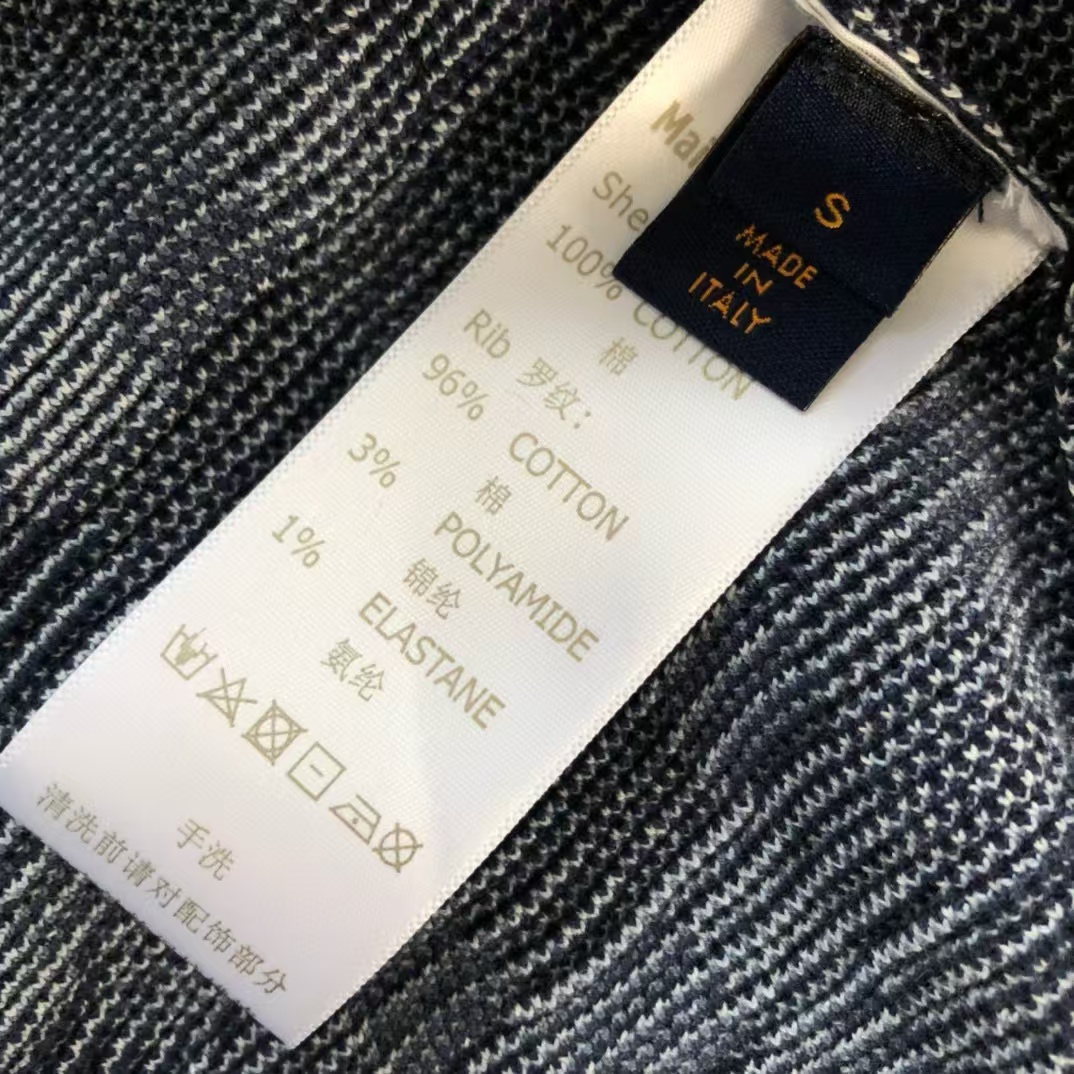 S
MADE
IN
ITALY
100% COTTON
棉
Rib 罗纹：
96% COTTON
棉
3% POLYAMIDE
锦纶
1% ELASTANE
氨纶
手洗
清洗前请对配饰部分